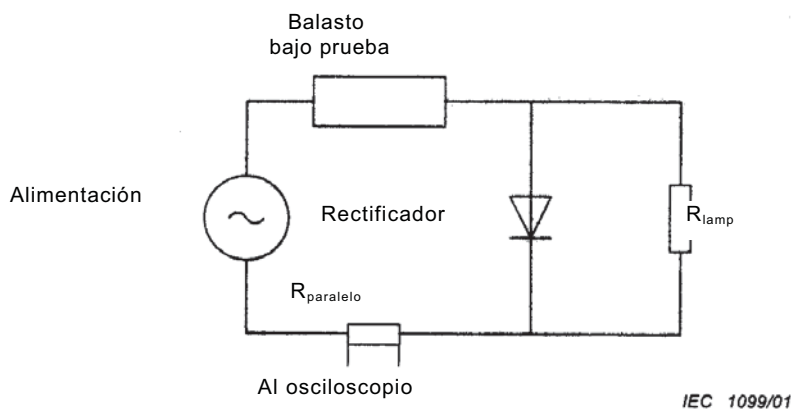 Balasto
bajo prueba
Alimentación
Rectificador
Rlamp
Rparalelo
Al osciloscopio
IEC 1099/01